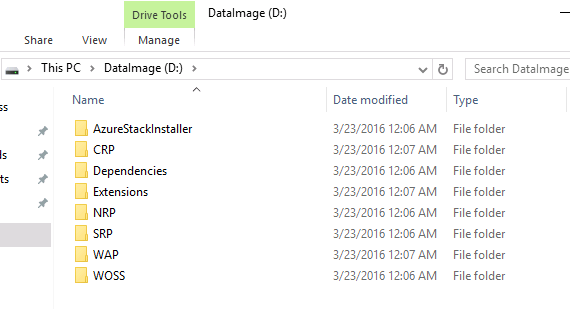 Drive Tools DataImage (D:)
Share View Manage
This PC DataImage (D:) Search DataImage
Name Date modified Type
ss
AzureStackInstaller 3/23/2016 12:06 AM File folder
CRP 3/23/2016 12:07 AM File folder
ds
Dependencies 3/23/2016 12:06 AM File folder
ts
Extensions 3/23/2016 12:07 AM File folder
NRP 3/23/2016 12:06 AM File folder
SRP 3/23/2016 12:06 AM File folder
WAP 3/23/2016 12:07 AM File folder
WOSS 3/23/2016 12:06 AM File folder